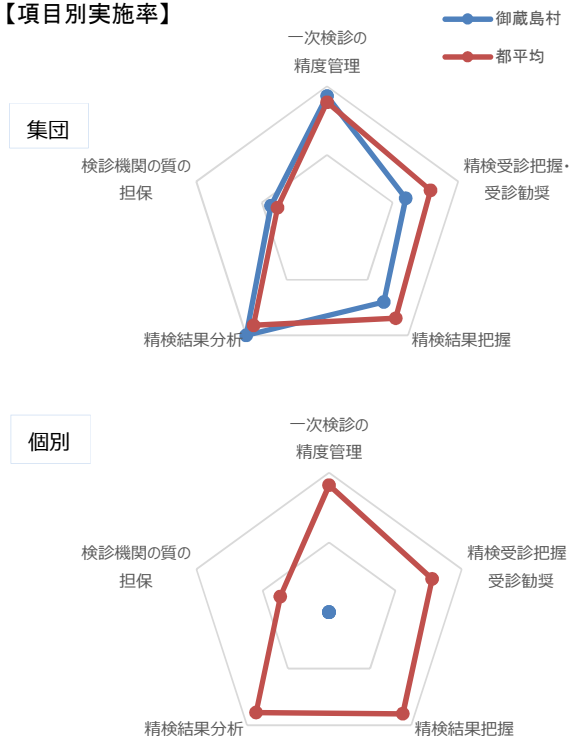 【項目別実施率】
御蔵島村
都平均
集団
一次検診の
精度管理
精検受診把握・
受診勧奨
精検結果把握
精検結果分析
検診機関の質の
担保
個別
一次検診の
精度管理
精検受診把握
受診勧奨
精検結果把握
精検結果分析
検診機関の質の
担保